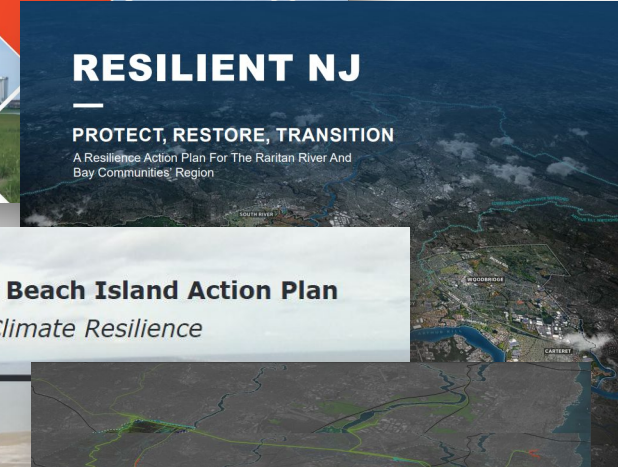 RESILIENT NJ
PROTECT, RESTORE, TRANSITION
A Resilience Action Plan For The Raritan River And
Bay Communities' Region
SOUTH RIVER
WOODBRIDGE
CARTERET
Beach Island Action Plan
Climate Resilience